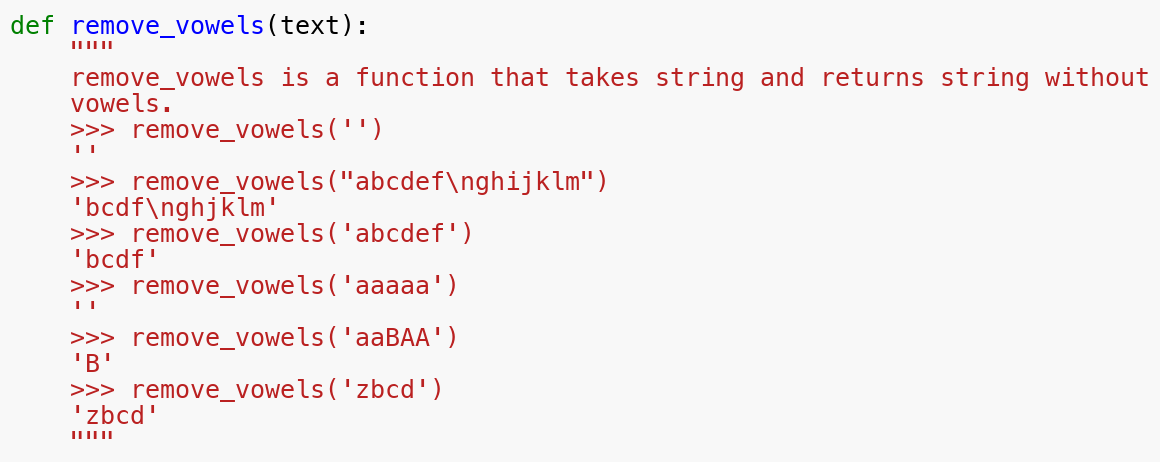 def remove_vowels(text):
    """
    remove_vowels is a function that takes string and returns string without
    vowels.
    >>> remove_vowels('')
    ''
    >>> remove_vowels("abcdef\nghijklm")
    'bcdf\nghjklm'
    >>> remove_vowels('abcdef')
    'bcdf'
    >>> remove_vowels('aaaaa')
    ''
    >>> remove_vowels('aaBAA')
    'B'
    >>> remove_vowels('zbcd')
    'zbcd'
    """